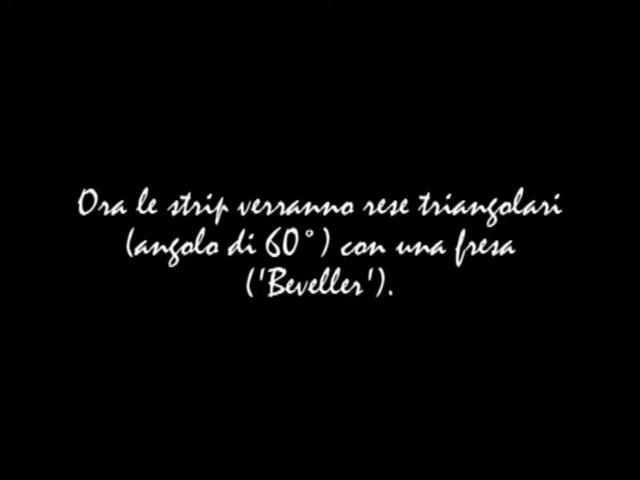 Ora le strip verranno rese triangolari
(angolo di 60°) con una fresa
('Beveller').